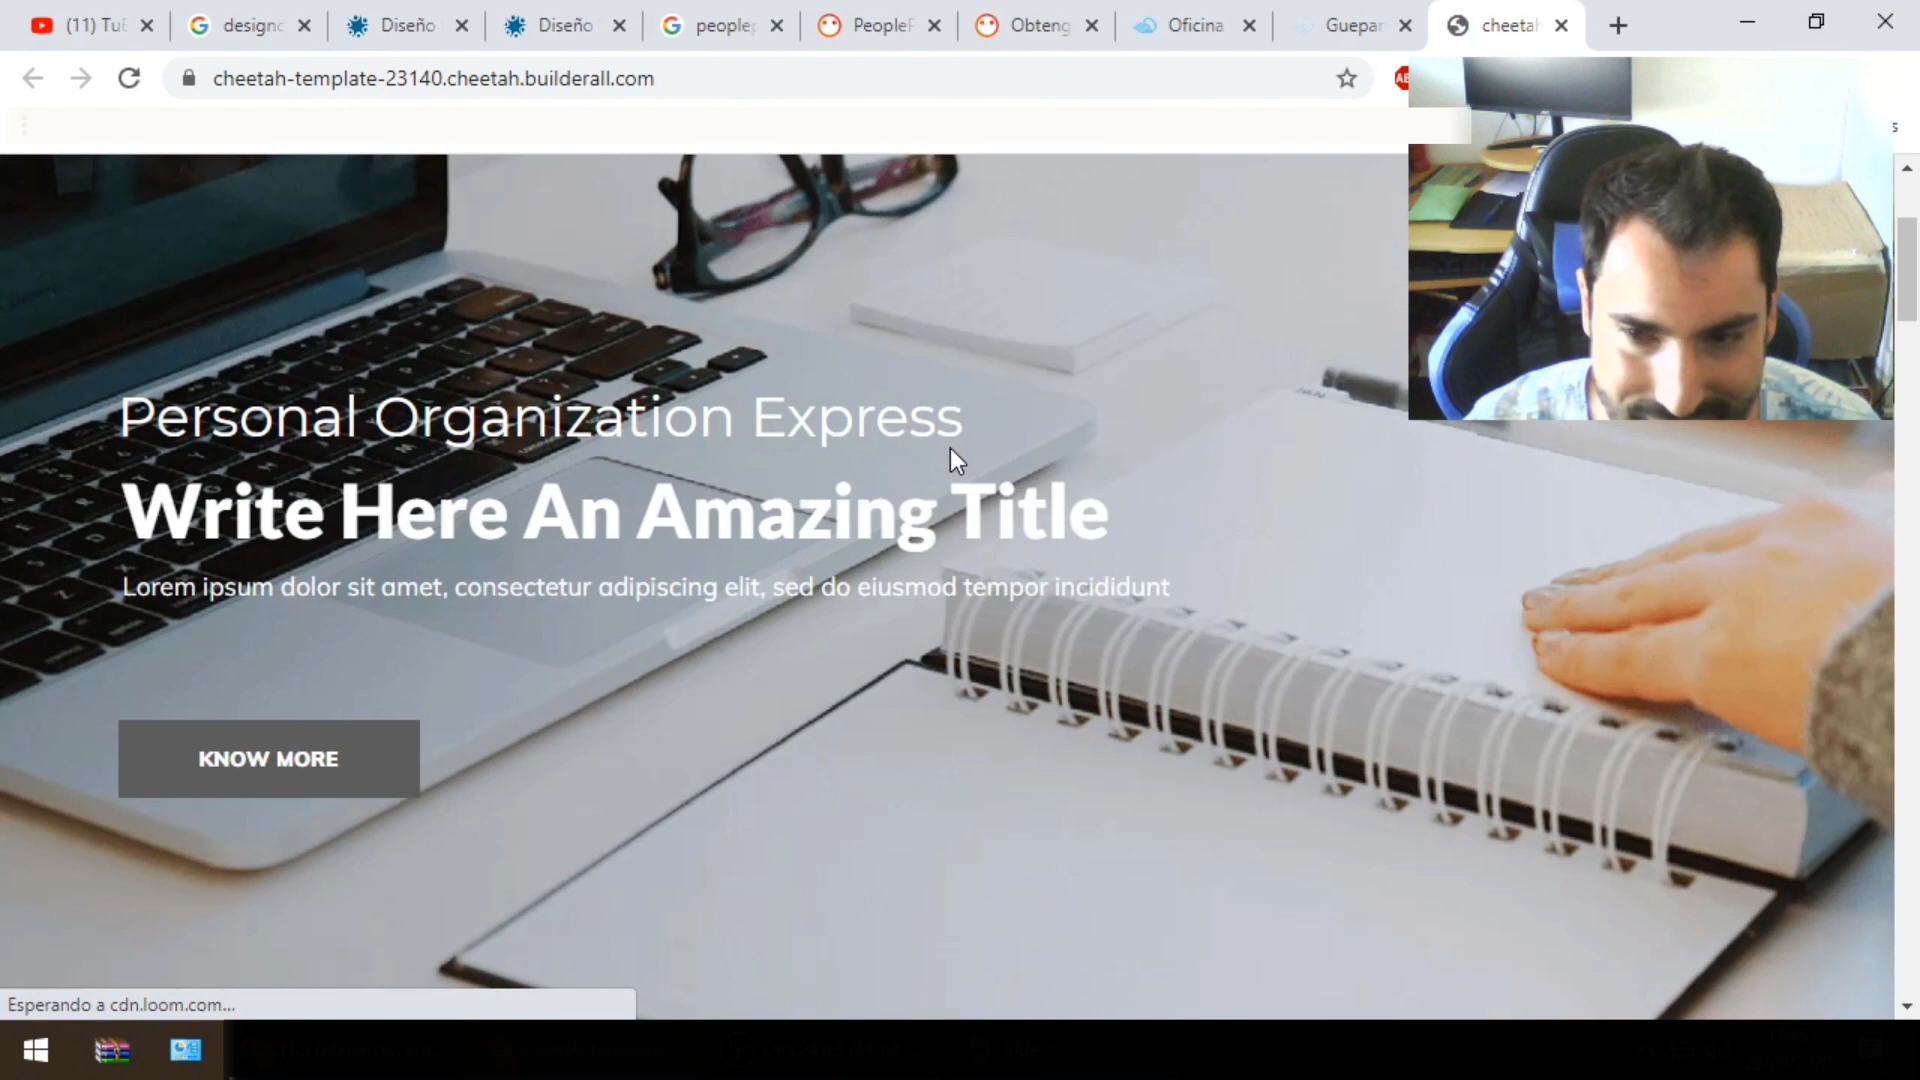 (11) Tu
designc
Diseño
Diseño
people
PeopleP
Obteng
Oficina
Guepar
cheetah
cheetah-template-23140.cheetah.builderall.com
Personal Organization Express
Write Here An Amazing Title
Lorem ipsum dolor sit amet, consectetur adipiscing elit, sed do eiusmod tempor incididunt
KNOW MORE
Esperando a cdn.loom.com...